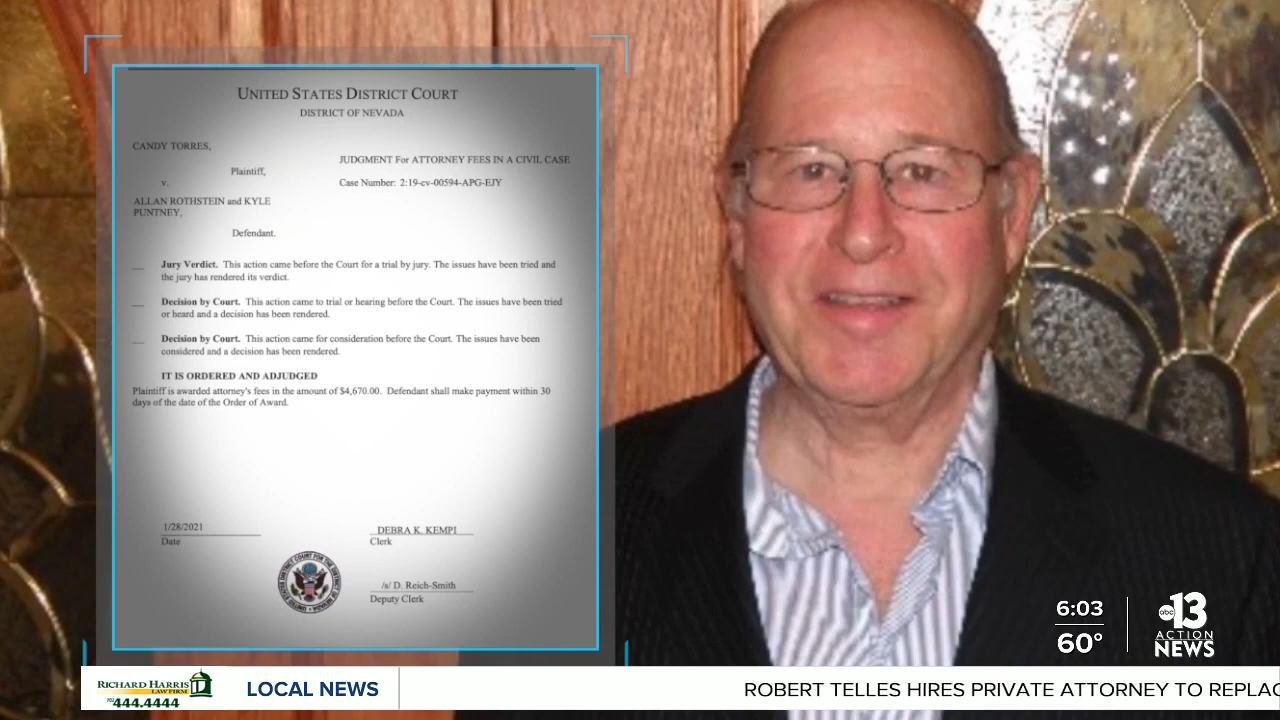 UNITED STATES DISTRICT COURT
DISTRICT OF NEVADA
CANDY TORRES,
Plaintiff,
v.
ALLAN ROTHSTEIN and KYLE
PUNTNEY,
Defendant.
JUDGMENT For ATTORNEY FEES IN A CIVIL CASE
Case Number: 2:19-cv-00594-APG-EJY
Jury Verdict. This action came before the Court for a trial by jury. The issues have been tried and
the jury has rendered its verdict.
Decision by Court. This action came to trial or hearing before the Court. The issues have been tried
or heard and a decision has been rendered.
Decision by Court. This action came for consideration before the Court. The issues have been
considered and a decision has been rendered.
IT IS ORDERED AND ADJUDGED
Plaintiff is awarded attorney's fees in the amount of $4,670.00. Defendant shall make payment within 30
days of the date of the Order of Award.
1/28/2021
Date
DEBRA K. KEMPI
Clerk
/s/ D. Reich-Smith
Deputy Clerk
6:03
60°
abc 13
ACTION
NEWS
RICHARD HARRIS
LAW FIRM
702 444.4444
LOCAL NEWS
ROBERT TELLES HIRES PRIVATE ATTORNEY TO REPLAC